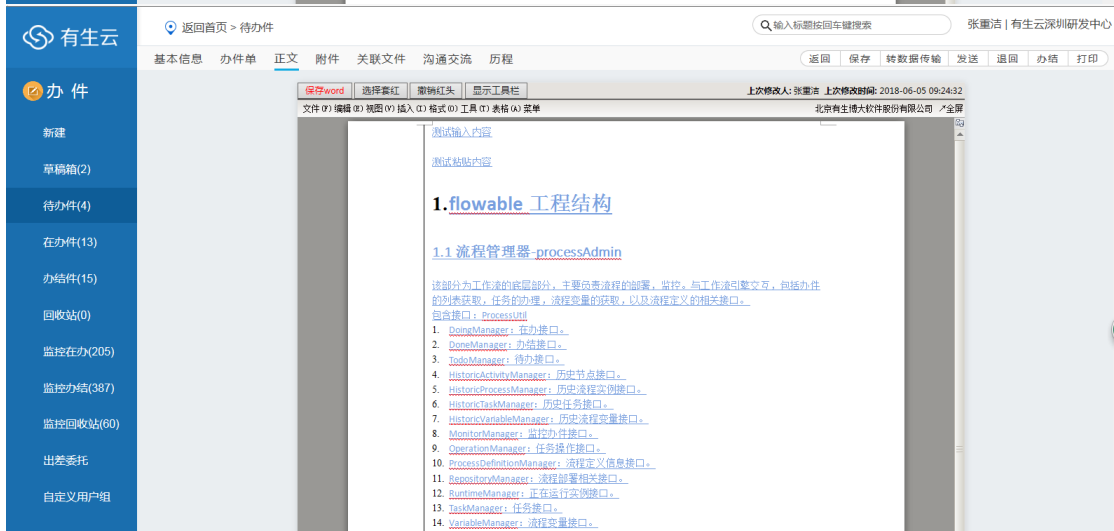 有生云
返回首页 > 待办件
输入标题按回车键搜索
张重洁 | 有生云深圳研发中心
基本信息 办件单 正文 附件 关联文件 沟通交流 历程
返回 保存 转数据传输 发送 退回 办结 打印
办 件
新建
草稿箱(2)
待办件(4)
在办件(13)
办结件(15)
回收站(0)
监控在办(205)
监控办结(387)
监控回收站(60)
出差委托
自定义用户组
保存word 选择套红 撤销红头 显示工具栏
上次修改人: 张重洁 上次修改时间: 2018-06-05 09:24:32
文件(F) 编辑(E) 视图(V) 插入(I) 格式(O) 工具(T) 表格(A) 菜单
北京有生博大软件股份有限公司 全屏
测试输入内容
测试粘贴内容
1.flowable 工程结构
1.1 流程管理器-processAdmin
该部分为工作流的底层部分，主要负责流程的部署，监控。与工作流引擎交互，包括办件
的列表获取，任务的办理，流程变量的获取，以及流程定义的相关接口。
包含接口：ProcessUtil
1. DoingManager：在办接口。
2. DoneManager：办结接口。
3. TodoManager：待办接口。
4. HistoricActivityManager：历史节点接口。
5. HistoricProcessManager：历史流程实例接口。
6. HistoricTaskManager：历史任务接口。
7. HistoricVariableManager：历史流程变量接口。
8. MonitorManager：监控办件接口。
9. OperationManager：任务操作接口。
10. ProcessDefinitionManager：流程定义信息接口。
11. RepositoryManager：流程部署相关接口。
12. RuntimeManager：正在运行实例接口。
13. TaskManager：任务接口。
14. VariableManager：流程变量接口。